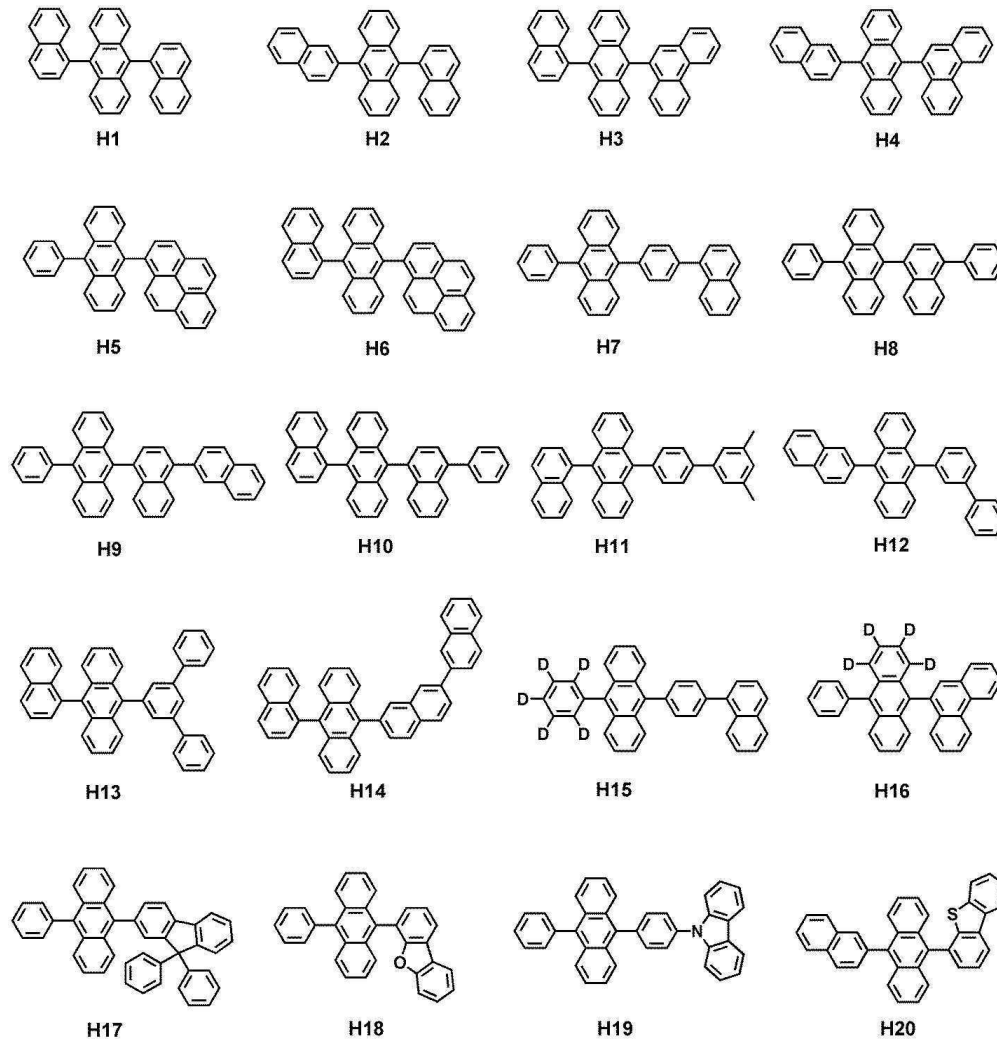 H1 H2 H3 H4
H5 H6 H7 H8
H9 H10 H11 H12
D D
D D D D D
D D
D D
H13 H14 H15 H16
S
N
O
H17 H18 H19 H20